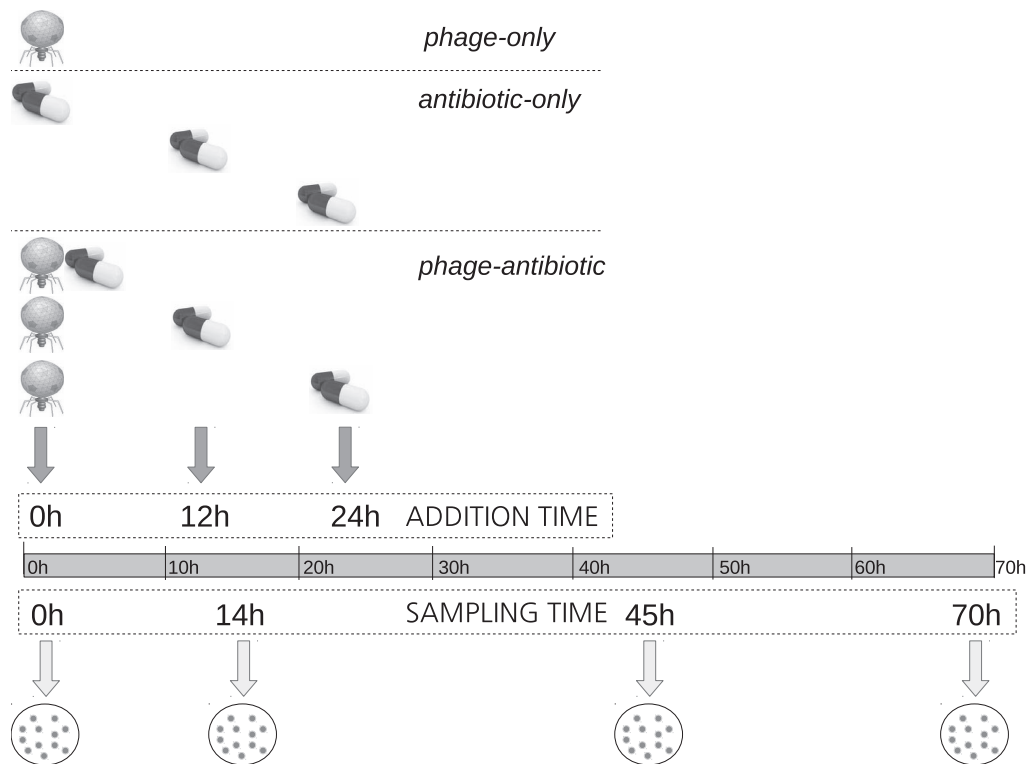 phage-only
antibiotic-only
phage-antibiotic
0h 12h 24h ADDITION TIME
0h 10h 20h 30h 40h 50h 60h 70h
0h 14h SAMPLING TIME 45h 70h